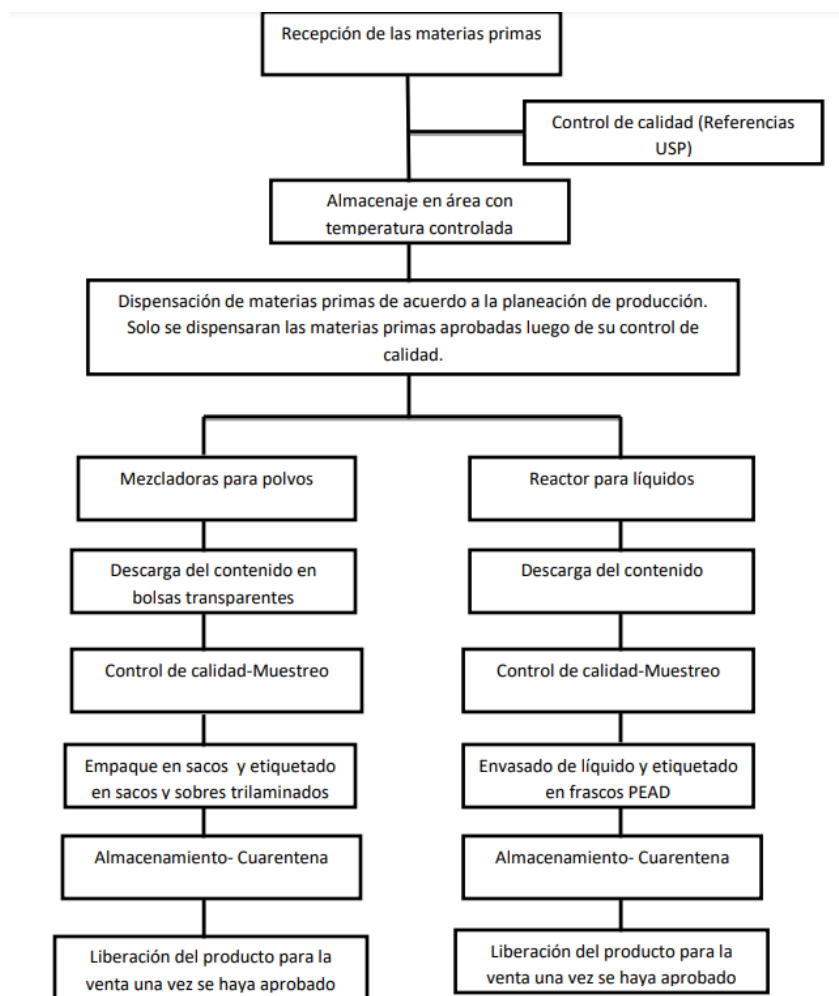 Recepción de las materias primas
Control de calidad (Referencias
USP)
Almacenaje en área con
temperatura controlada
Dispensación de materias primas de acuerdo a la planeación de producción.
Solo se dispensaran las materias primas aprobadas luego de su control de
calidad.
Mezcladoras para polvos
Descarga del contenido en
bolsas transparentes
Control de calidad-Muestreo
Empaque en sacos y etiquetado
en sacos y sobres trilaminados
Almacenamiento- Cuarentena
Liberación del producto para la
venta una vez se haya aprobado
Reactor para líquidos
Descarga del contenido
Control de calidad-Muestreo
Envasado de líquido y etiquetado
en frascos PEAD
Almacenamiento- Cuarentena
Liberación del producto para la
venta una vez se haya aprobado